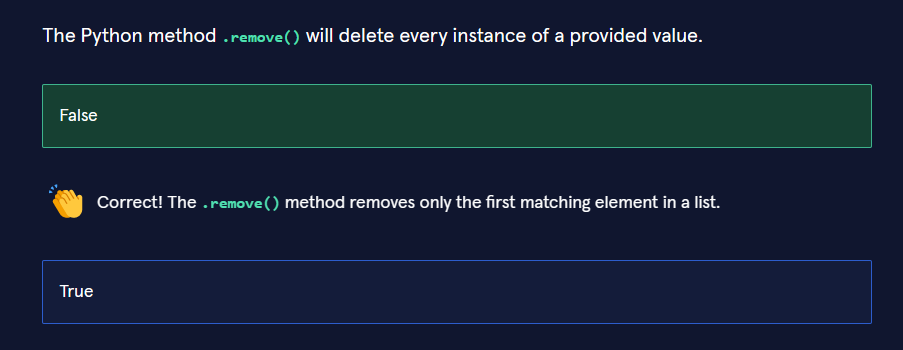 The Python method .remove() will delete every instance of a provided value.
False
Correct! The .remove() method removes only the first matching element in a list.
True